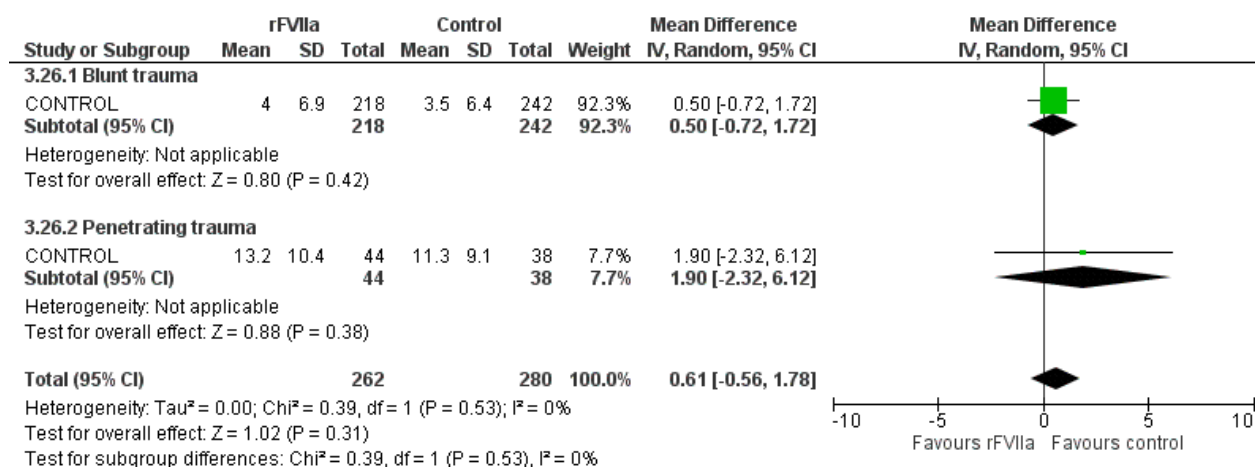 rFVIIa Control Mean Difference Mean Difference
Study or Subgroup Mean SD Total Mean SD Total Weight IV, Random, 95% CI IV, Random, 95% CI
3.26.1 Blunt trauma
CONTROL 4 6.9 218 3.5 6.4 242 92.3% 0.50 [-0.72, 1.72]
Subtotal (95% CI) 218 242 92.3% 0.50 [-0.72, 1.72]
Heterogeneity: Not applicable
Test for overall effect: Z = 0.80 (P = 0.42)
3.26.2 Penetrating trauma
CONTROL 13.2 10.4 44 11.3 9.1 38 7.7% 1.90 [-2.32, 6.12]
Subtotal (95% CI) 44 38 7.7% 1.90 [-2.32, 6.12]
Heterogeneity: Not applicable
Test for overall effect: Z = 0.88 (P = 0.38)
Total (95% CI) 262 280 100.0% 0.61 [-0.56, 1.78]
Heterogeneity: Tau² = 0.00; Chi² = 0.39, df = 1 (P = 0.53); I² = 0%
Test for overall effect: Z = 1.02 (P = 0.31)
Test for subgroup differences: Chi² = 0.39, df = 1 (P = 0.53), I² = 0%
-10 -5 0 5 10
Favours rFVIIa Favours control